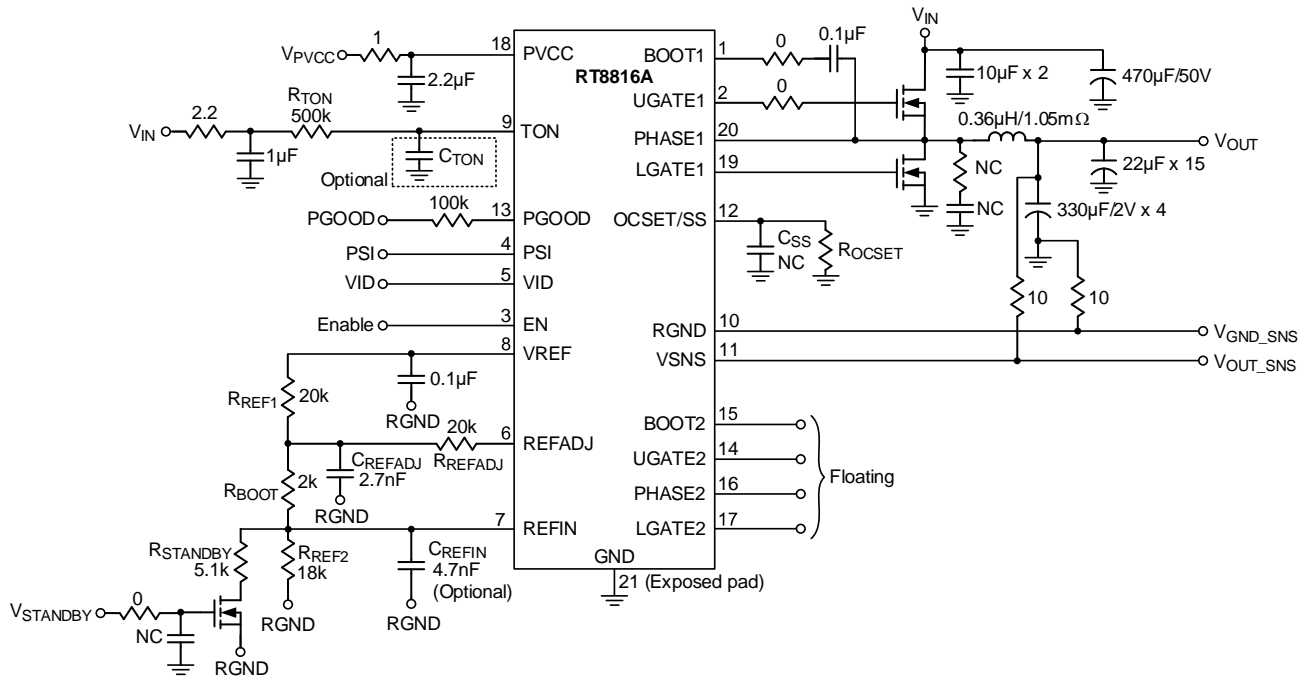 VIN
VPVCC
1
18
PVCC
2.2µF
RT8816A
BOOT1
1
0
0.1µF
10µF x 2
470µF/50V
UGATE1
2
0
VIN
2.2
RTON
500k
1µF
9
TON
CTON
Optional
PHASE1
20
0.36µH/1.05mΩ
VOUT
LGATE1
19
NC
NC
22µF x 15
330µF/2V x 4
PGOOD
100k
13
PGOOD
OCSET/SS
12
CSS
NC
ROCSET
PSI
4
PSI
VID
5
VID
10
10
Enable
3
EN
RGND
10
VGND_SNS
8
VREF
VSNS
11
VOUT_SNS
0.1µF
RGND
RREF1
20k
BOOT2
15
20k
RREFADJ
6
REFADJ
CREFADJ
2.7nF
RGND
UGATE2
14
Floating
RBOOT
2k
PHASE2
16
7
REFIN
LGATE2
17
RSTANDBY
5.1k
RREF2
18k
RGND
CREFIN
4.7nF
(Optional)
RGND
GND
21 (Exposed pad)
VSTANDBY
0
NC
RGND